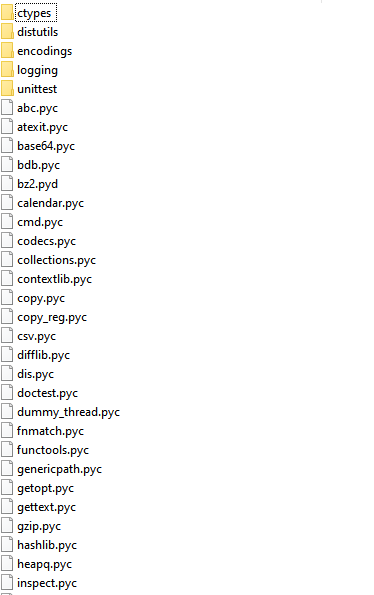 ctypes
distutils
encodings
logging
unittest
abc.pyc
atexit.pyc
base64.pyc
bdb.pyc
bz2.pyd
calendar.pyc
cmd.pyc
codecs.pyc
collections.pyc
contextlib.pyc
copy.pyc
copy_reg.pyc
csv.pyc
difflib.pyc
dis.pyc
doctest.pyc
dummy_thread.pyc
fnmatch.pyc
functools.pyc
genericpath.pyc
getopt.pyc
gettext.pyc
gzip.pyc
hashlib.pyc
heapq.pyc
inspect.pyc